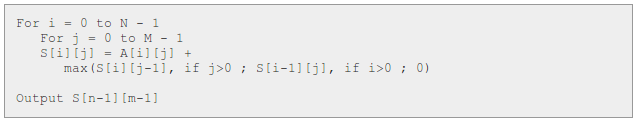 For i = 0 to N - 1
For j = 0 to M - 1
S[i][j] = A[i][j] +
max(S[i][j-1], if j>0 ; S[i-1][j], if i>0 ; 0)
Output S[n-1][m-1]